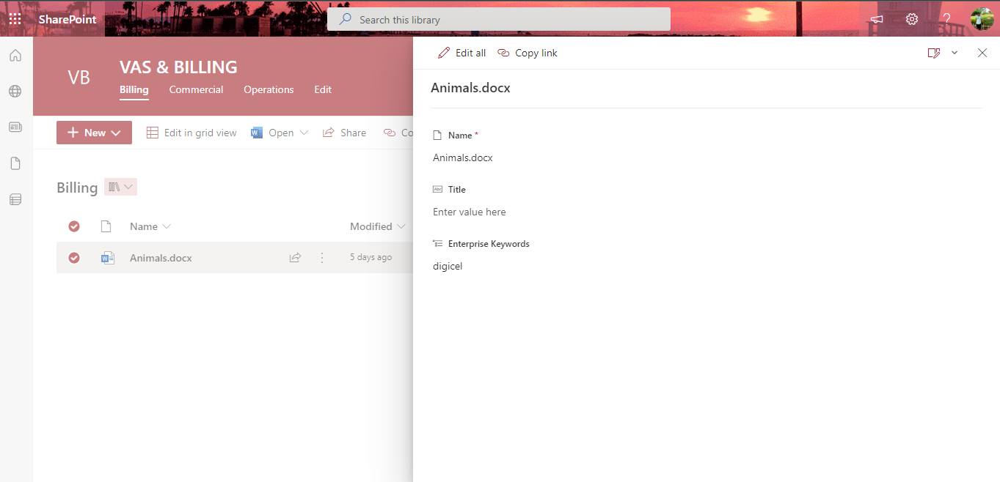 SharePoint
Search this library
?
VB
VAS & BILLING
Billing Commercial Operations Edit
New Edit in grid view Open Share Co
Billing
Name Modified
Animals.docx 5 days ago
Edit all Copy link
Animals.docx
Name *
Animals.docx
Abc Title
Enter value here
Enterprise Keywords
digicel